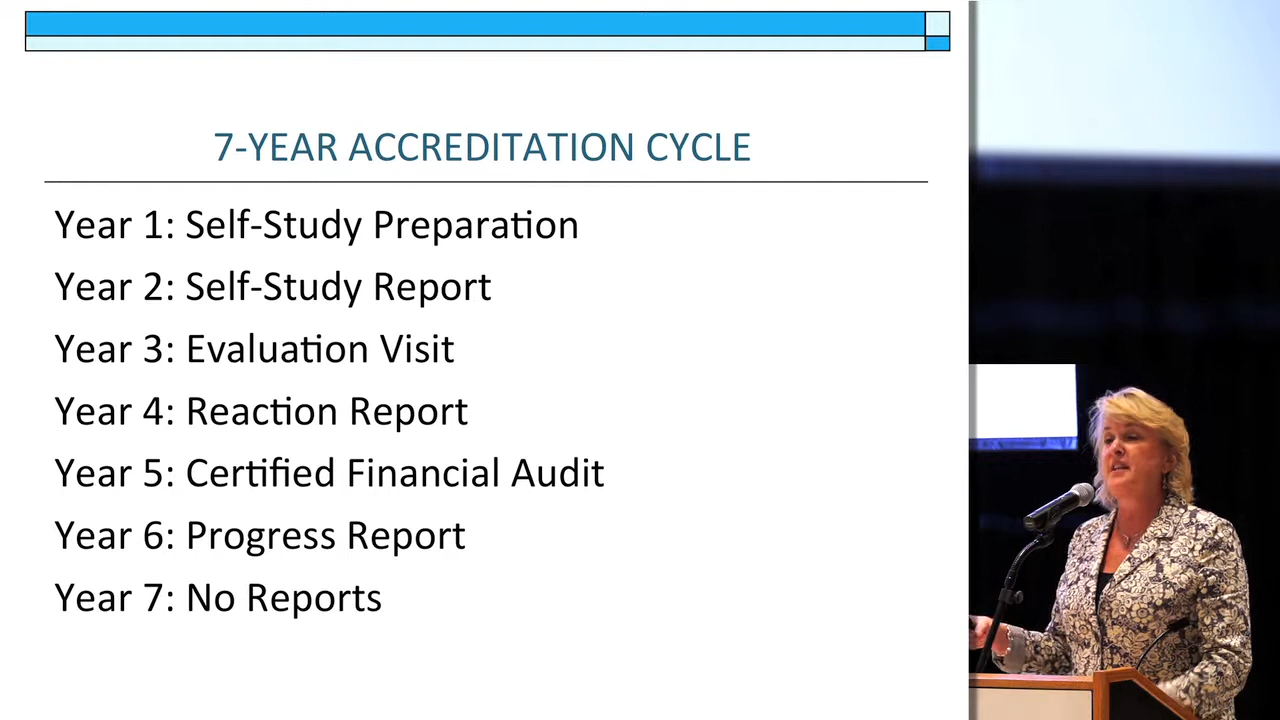 7-YEAR ACCREDITATION CYCLE
Year 1: Self-Study Preparation
Year 2: Self-Study Report
Year 3: Evaluation Visit
Year 4: Reaction Report
Year 5: Certified Financial Audit
Year 6: Progress Report
Year 7: No Reports